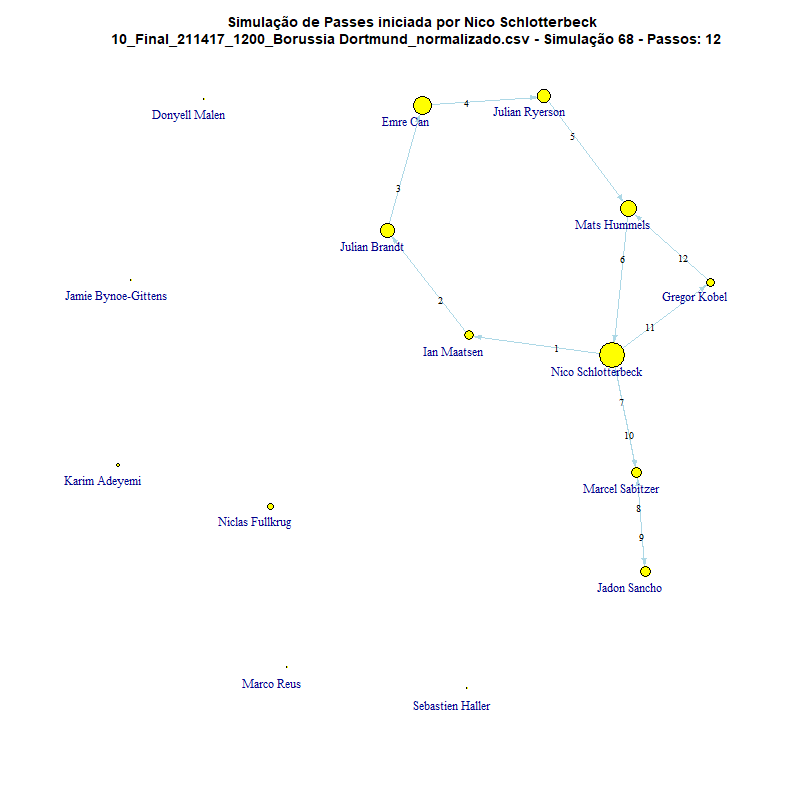 Simulação de Passes iniciada por Nico Schlotterbeck
10_Final_211417_1200_Borussia Dortmund_normalizado.csv - Simulação 68 - Passos: 12
Donyell Malen
4
Julian Ryerson
Emre Can
5
3
Mats Hummels
Julian Brandt
6
12
Jamie Bynoe-Gittens
Gregor Kobel
2
11
1
Ian Maatsen
Nico Schlotterbeck
7
10
Karim Adeyemi
Marcel Sabitzer
8
Niclas Fullkrug
9
Jadon Sancho
Marco Reus
Sebastien Haller